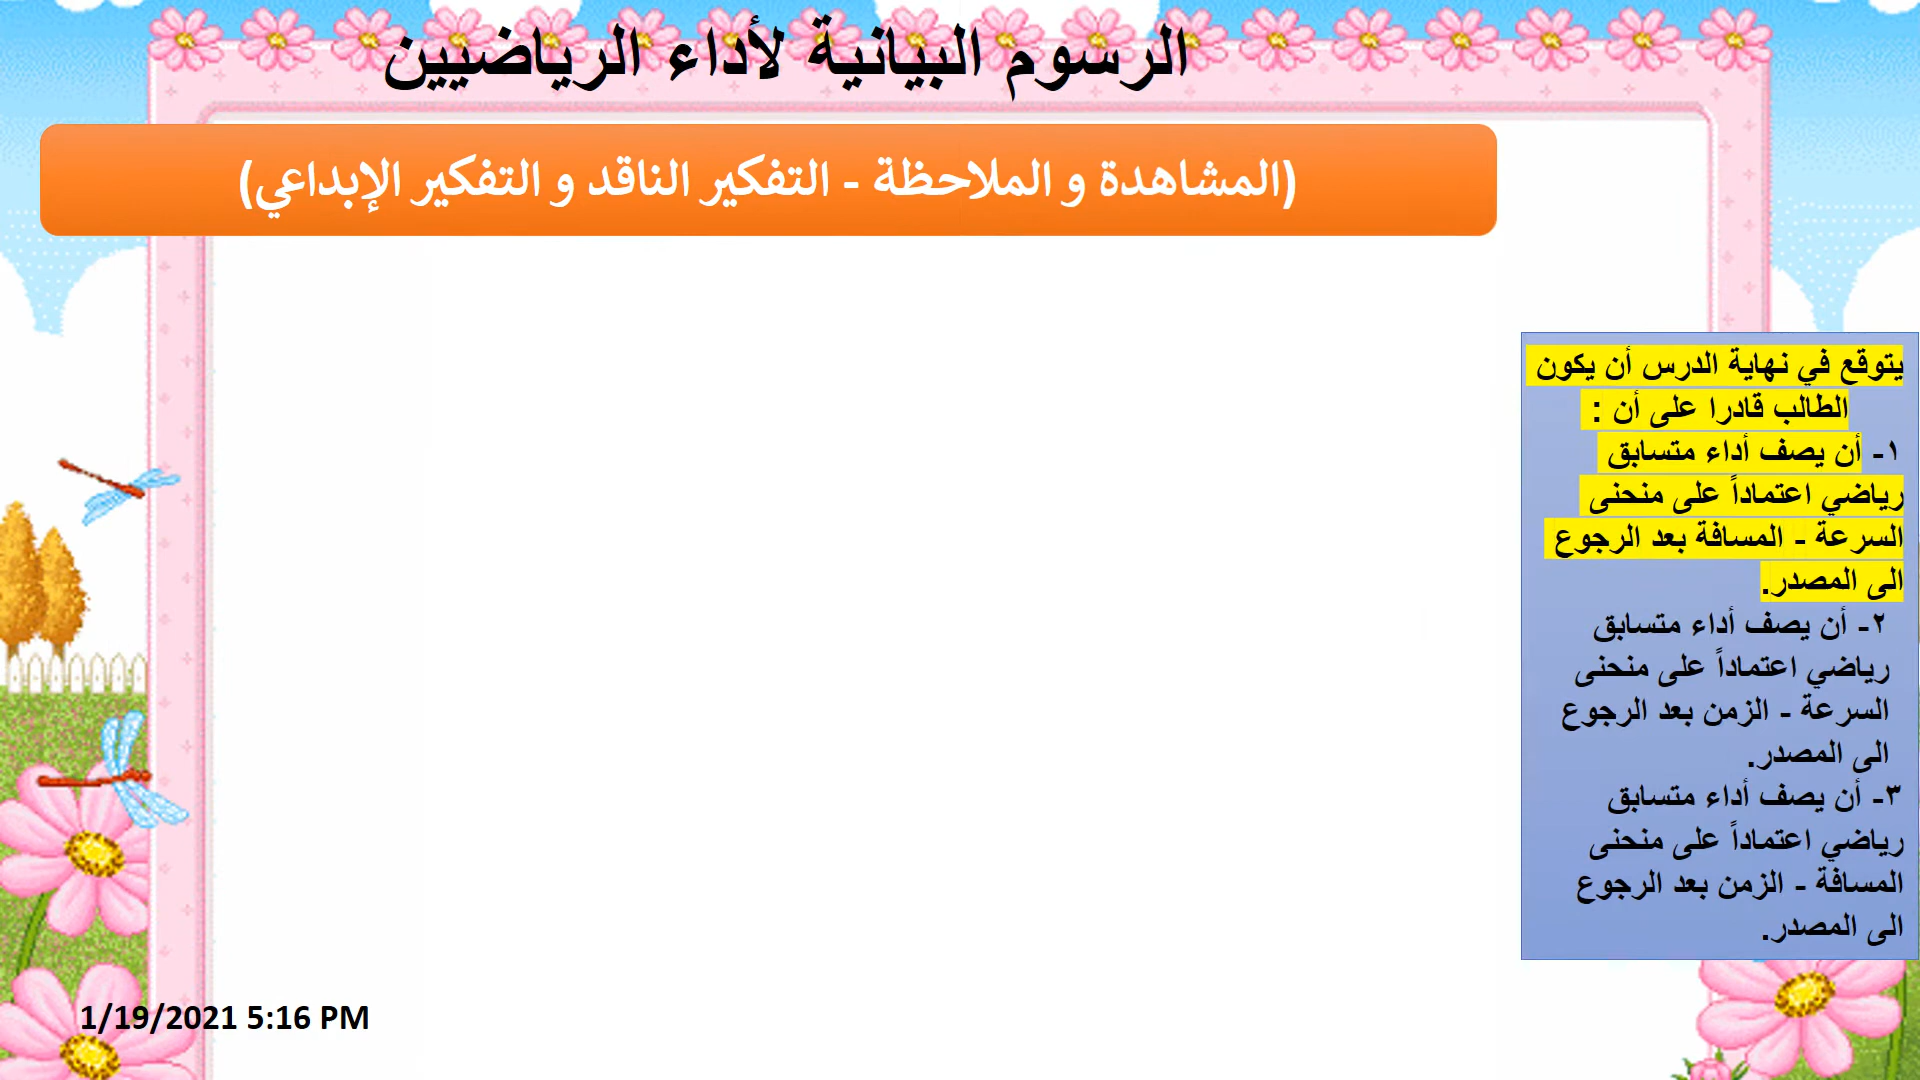 الرسوم البيانية لأداء الرياضيين
(المشاهدة و الملاحظة - التفكير الناقد و التفكير الإبداعي)
يتوقع في نهاية الدرس أن يكون
الطالب قادرا على أن :
١- أن يصف أداء متسابق
رياضي اعتماداً على منحنى
السرعة - المسافة بعد الرجوع
الى المصدر.
٢- أن يصف أداء متسابق
رياضي اعتماداً على منحنى
السرعة - الزمن بعد الرجوع
الى المصدر.
٣- أن يصف أداء متسابق
رياضي اعتماداً على منحنى
المسافة - الزمن بعد الرجوع
الى المصدر.
1/19/2021 5:16 PM